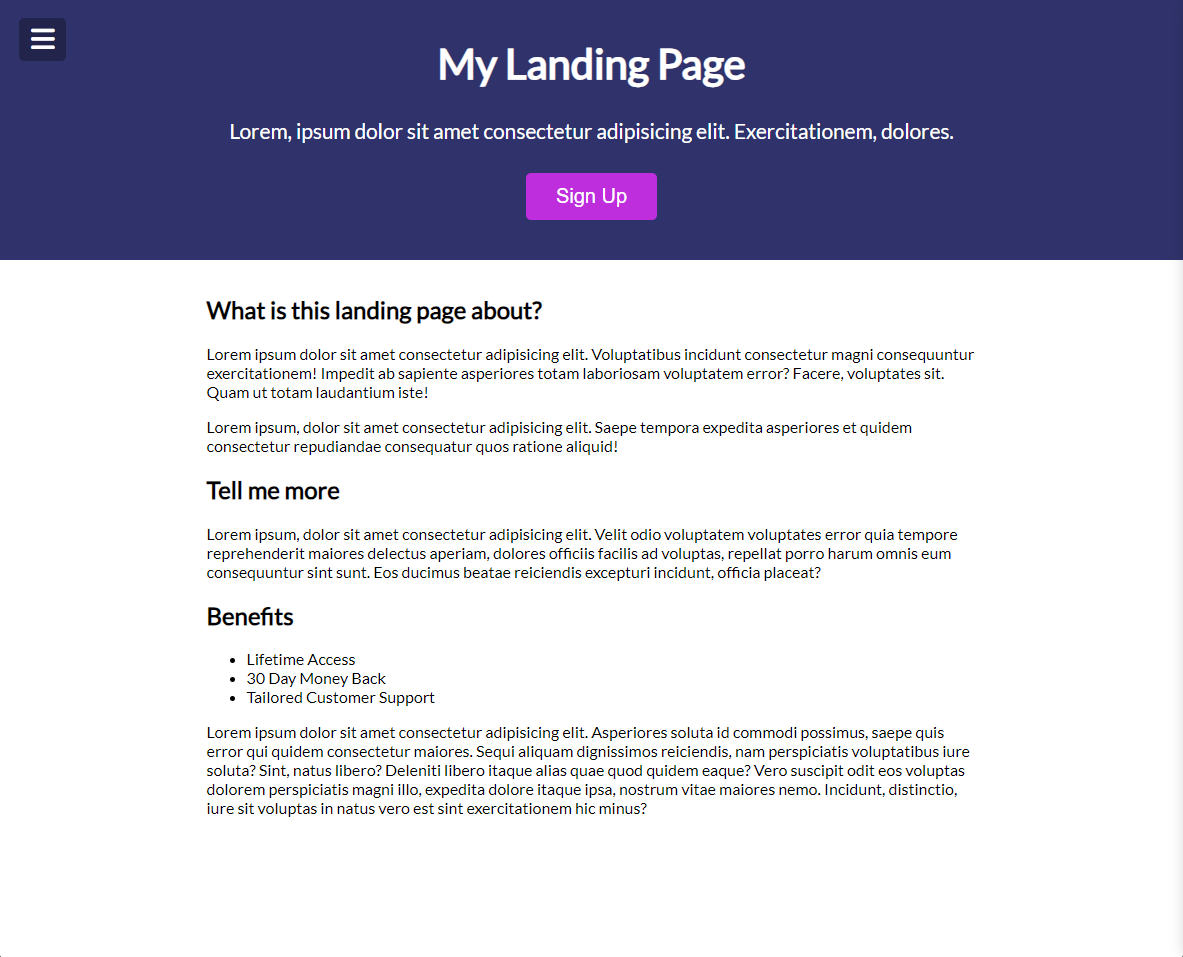 My Landing Page
Lorem, ipsum dolor sit amet consectetur adipisicing elit. Exercitationem, dolores.
Sign Up
What is this landing page about?
Lorem ipsum dolor sit amet consectetur adipisicing elit. Voluptatibus incidunt consectetur magni consequuntur
exercitationem! Impedit ab sapiente asperiores totam laboriosam voluptatem error? Facere, voluptates sit.
Quam ut totam laudantium iste!
Lorem ipsum, dolor sit amet consectetur adipisicing elit. Saepe tempora expedita asperiores et quidem
consectetur repudiandae consequatur quos ratione aliquid!
Tell me more
Lorem ipsum, dolor sit amet consectetur adipisicing elit. Velit odio voluptatem voluptates error quia tempore
reprehenderit maiores delectus aperiam, dolores officiis facilis ad voluptas, repellat porro harum omnis eum
consequuntur sint sunt. Eos ducimus beatae reiciendis excepturi incidunt, officia placeat?
Benefits
• Lifetime Access
• 30 Day Money Back
• Tailored Customer Support
Lorem ipsum dolor sit amet consectetur adipisicing elit. Asperiores soluta id commodi possimus, saepe quis
error qui quidem consectetur maiores. Sequi aliquam dignissimos reiciendis, nam perspiciatis voluptatibus iure
soluta? Sint, natus libero? Deleniti libero itaque alias quae quod quidem eaque? Vero suscipit odit eos voluptas
dolorem perspiciatis magni illo, expedita dolore itaque ipsa, nostrum vitae maiores nemo. Incidunt, distinctio,
iure sit voluptas in natus vero est sint exercitationem hic minus?